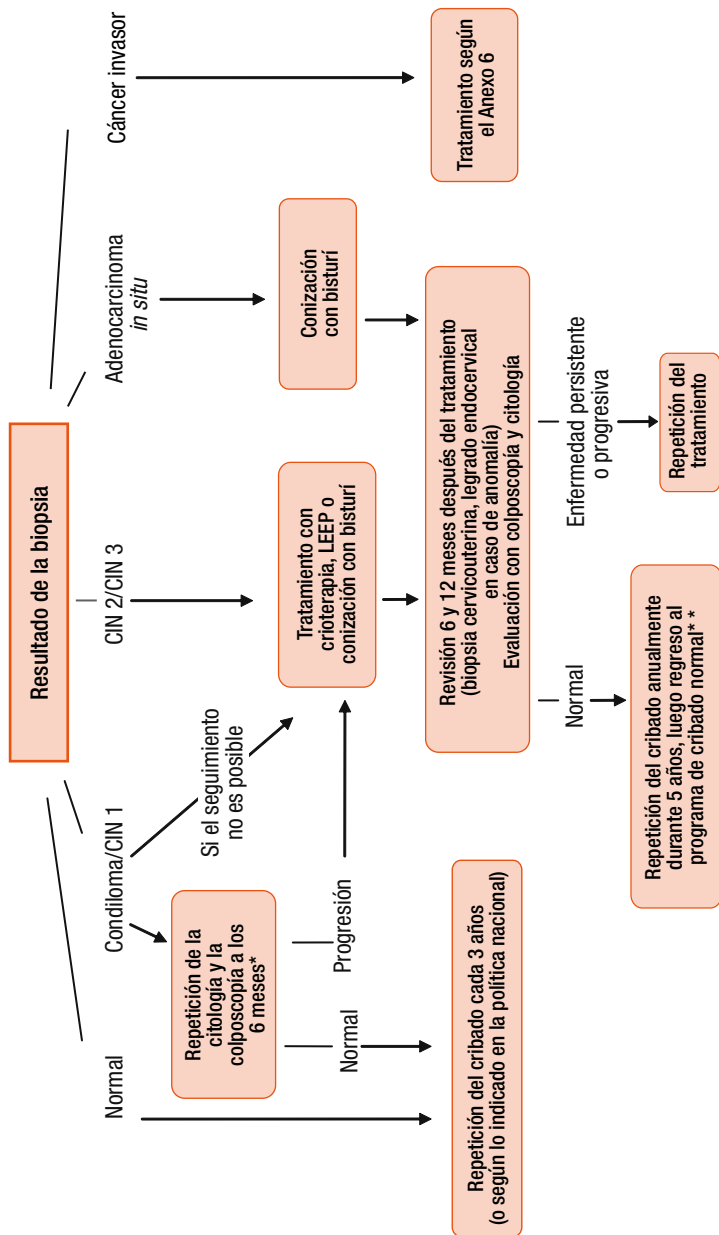 Resultado de la biopsia
Normal
Condiloma/CIN 1
CIN 2/CIN 3
Adenocarcinoma
in situ
Cáncer invasor
Repetición de la
citología y la
colposcopía a los
6 meses*
Si el seguimiento
no es posible
Tratamiento con
crioterapia, LEEP o
conización con bisturí
Conización
con bisturí
Normal
Progresión
Repetición del cribado cada 3 años
(o según lo indicado en la política nacional)
Revisión 6 y 12 meses después del tratamiento
(biopsia cervicouterina, legrado endocervical
en caso de anomalía)
Evaluación con colposcopía y citología
Tratamiento según
el Anexo 6
Normal
Enfermedad persistente
o progresiva
Repetición del cribado anualmente
durante 5 años, luego regreso al
programa de cribado normal* *
Repetición del
tratamiento